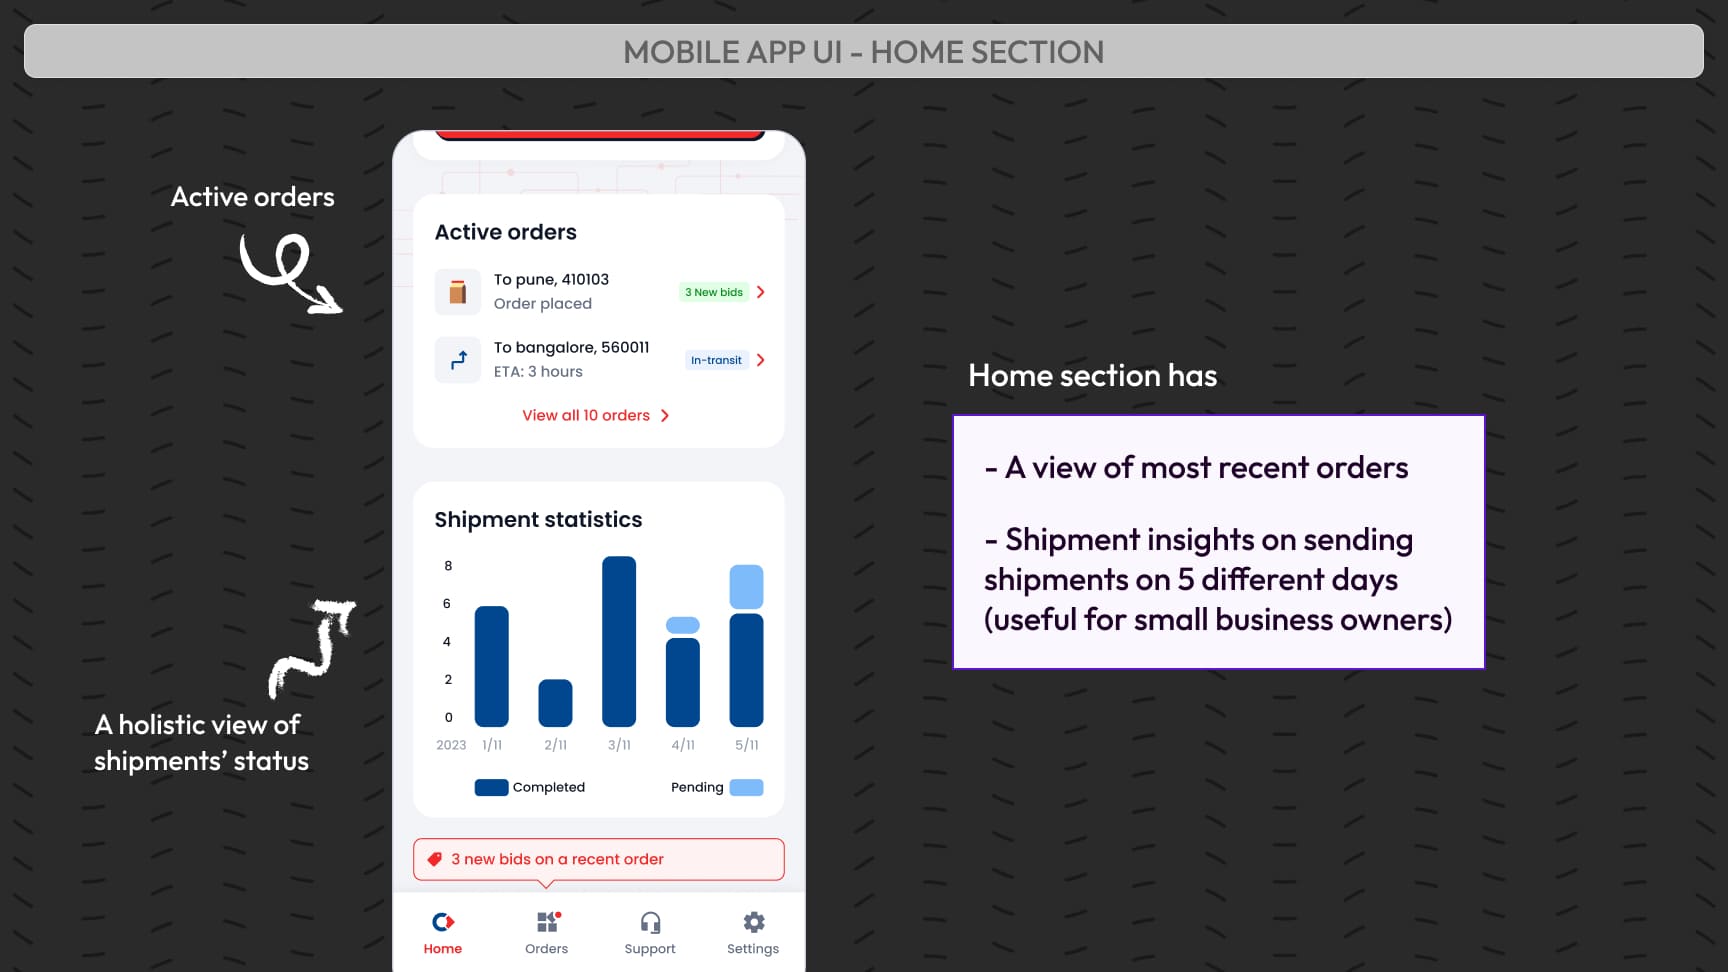 MOBILE APP UI - HOME SECTION
Active orders
Active orders
To pune, 410103
Order placed
3 New bids
To bangalore, 560011
ETA: 3 hours
In-transit
View all 10 orders
Shipment statistics
8
6
4
2
0
2023 1/11 2/11 3/11 4/11 5/11
Completed
Pending
3 new bids on a recent order
Home
Orders
Support
Settings
A holistic view of
shipments’ status
Home section has
- A view of most recent orders
- Shipment insights on sending
shipments on 5 different days
(useful for small business owners)